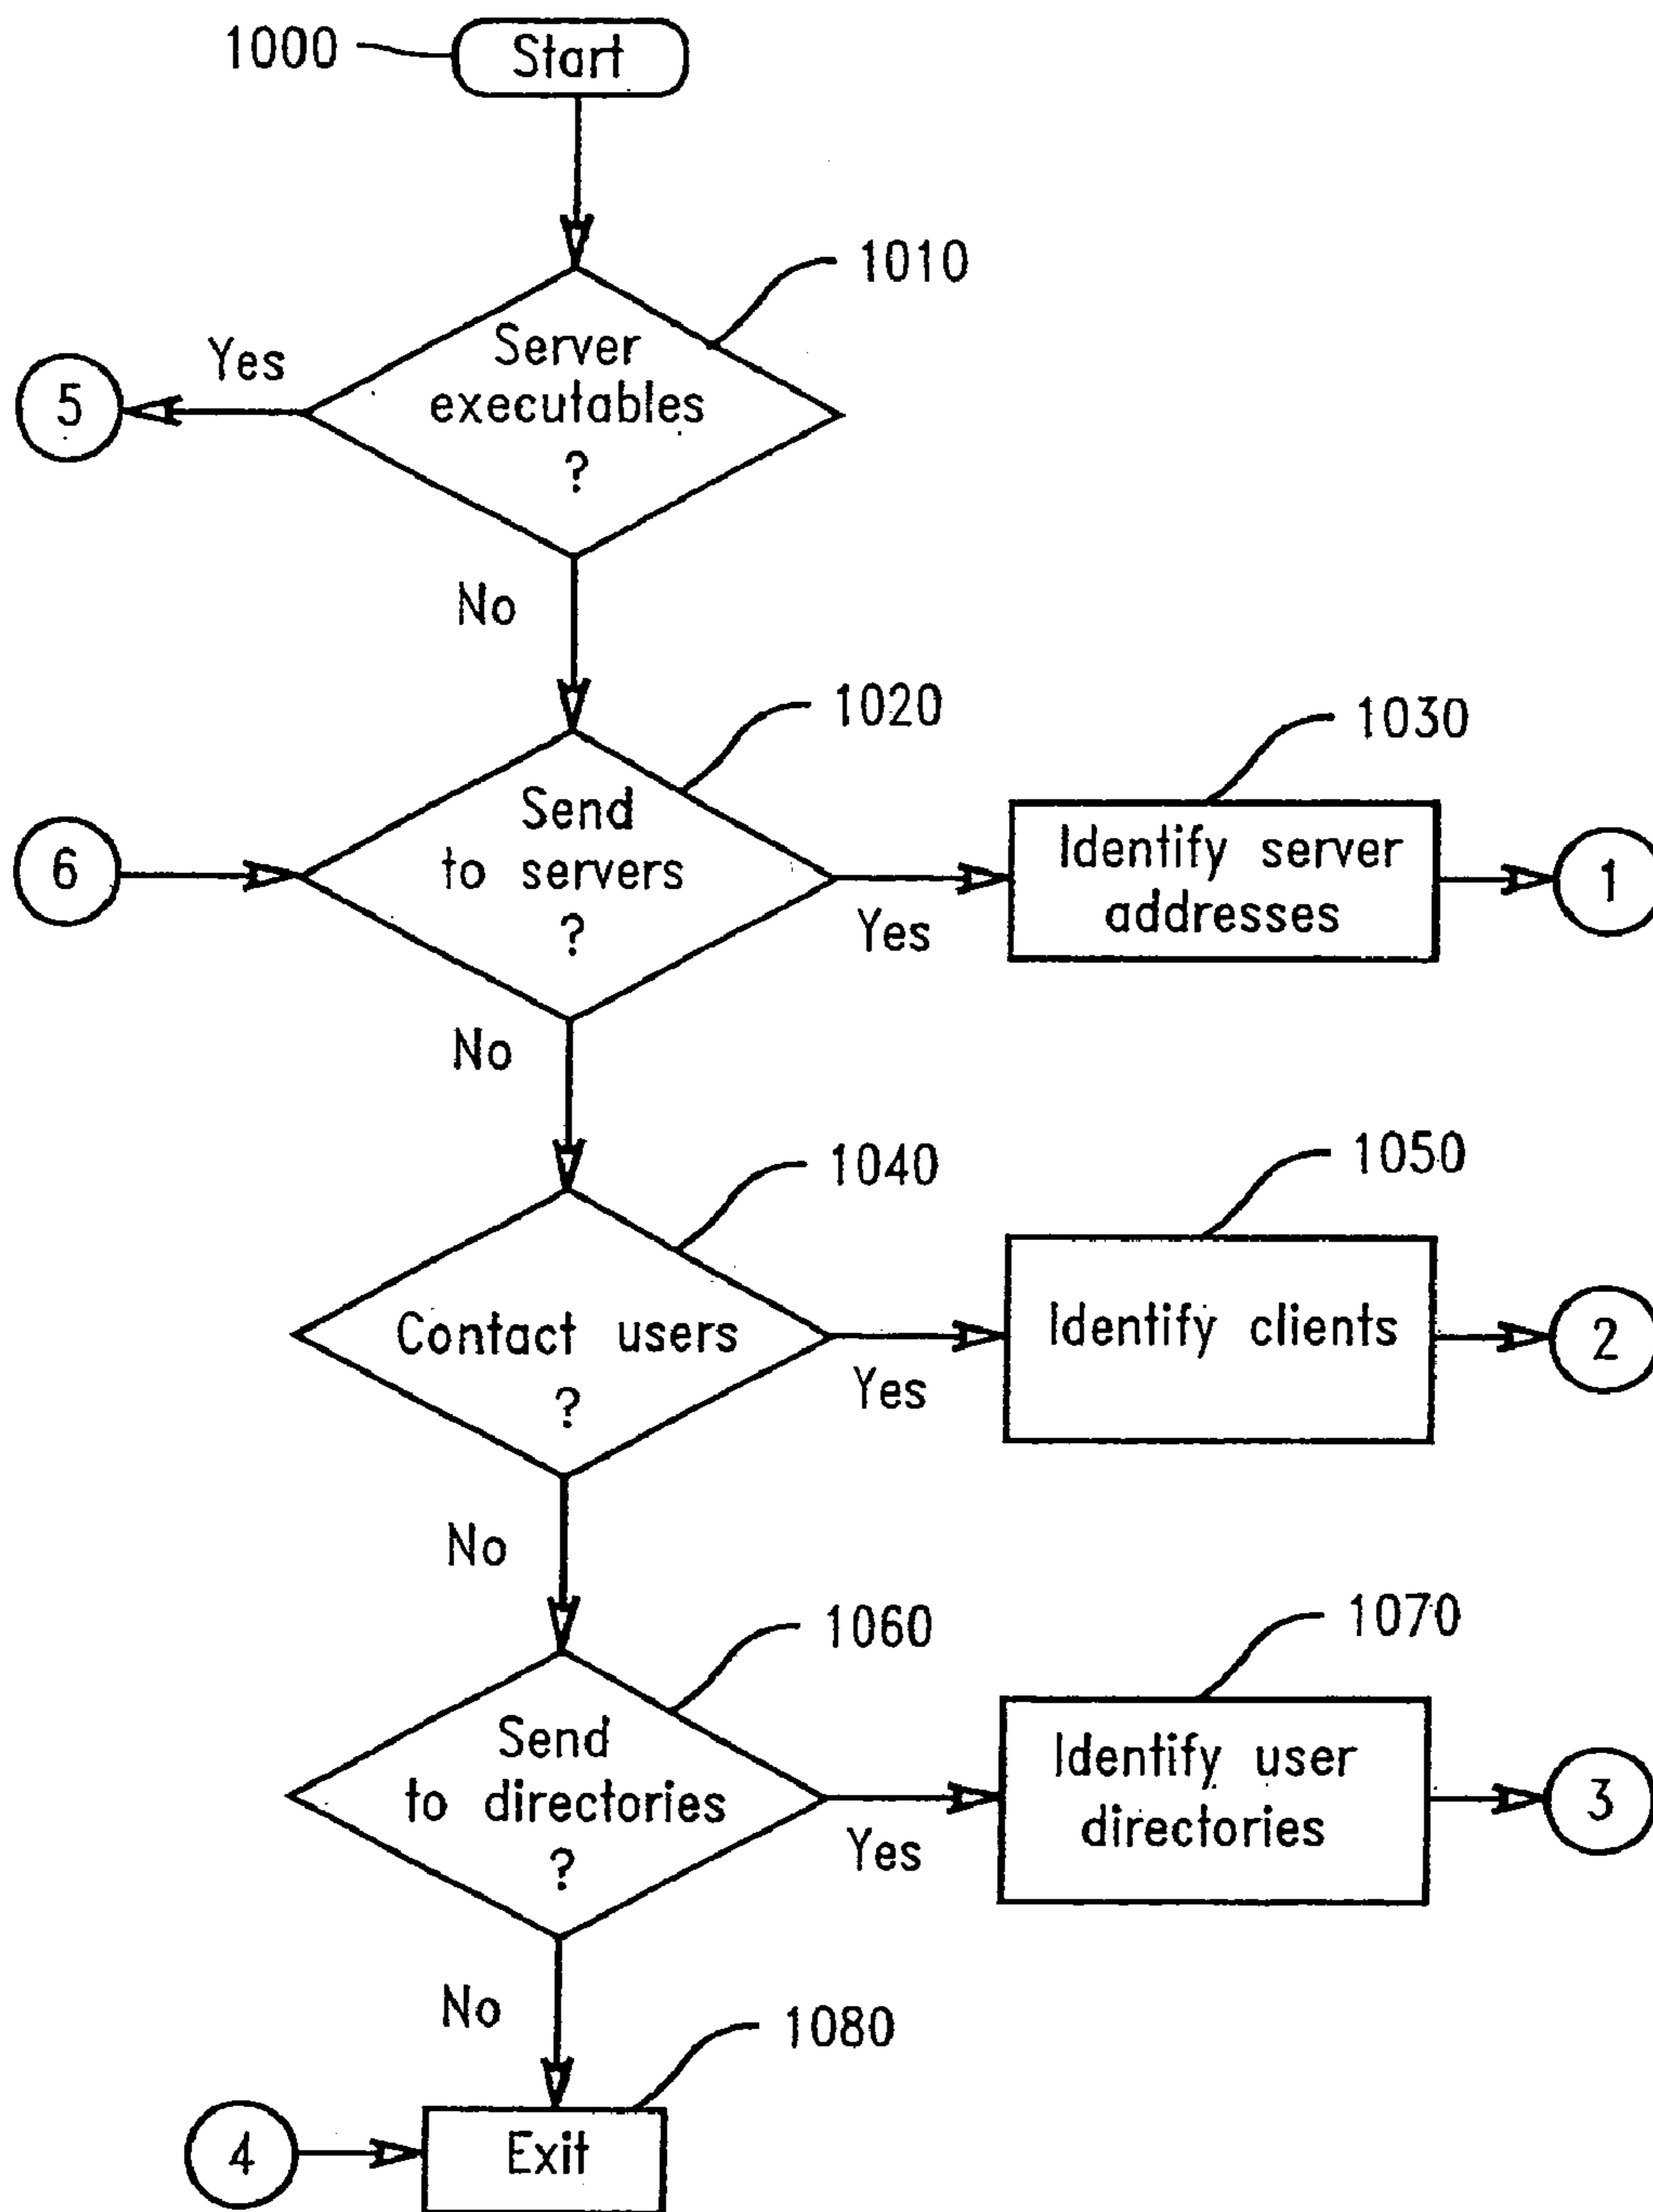 1000
Start
1010
Server
executables
?
Yes
5
No
1020
Send
to servers
?
6
Yes
1030
Identify server
addresses
1
No
1040
Contact users
?
Yes
1050
Identify clients
2
No
1060
Send
to directories
?
Yes
1070
Identify user
directories
3
No
1080
4
Exit